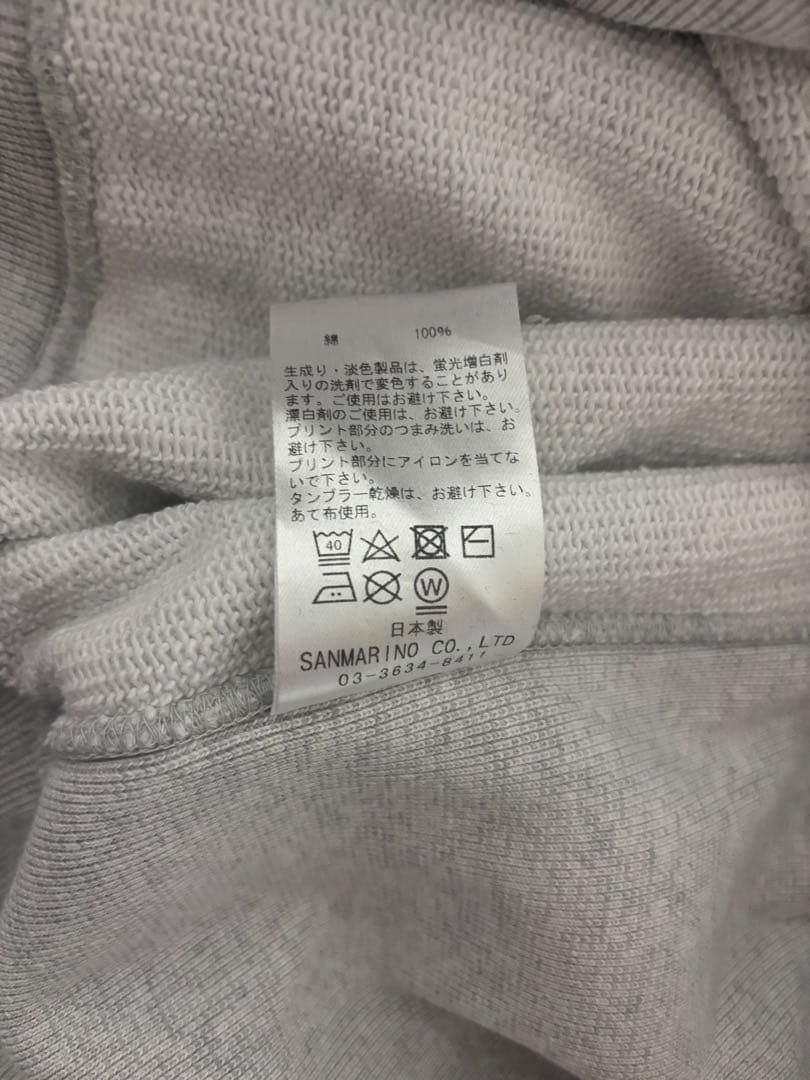 綿 100%
生成り・淡色製品は、蛍光増白剤
入りの洗剤で変色することがあり
ます。ご使用はお避け下さい。
漂白剤のご使用は、お避け下さい。
プリント部分のつまみ洗いは、お
避け下さい。
プリント部分にアイロンを当てな
いで下さい。
タンブラー乾燥は、お避け下さい。
あて布使用。
40
W
日本製
SANMARINO CO.,LTD
03-3634-8411